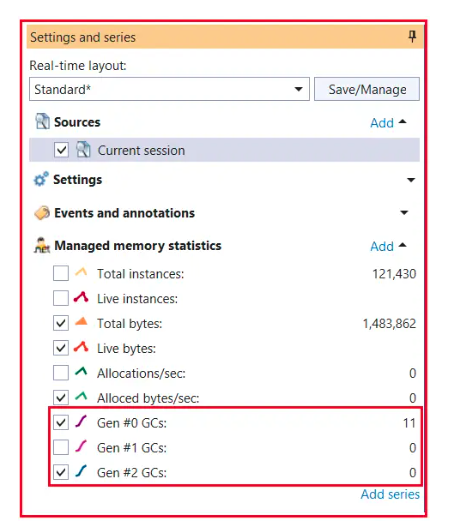 Settings and series
Real-time layout:
Standard* Save/Manage
Sources Add
Current session
Settings
Events and annotations
Managed memory statistics Add
Total instances: 121,430
Live instances:
Total bytes: 1,483,862
Live bytes:
Allocations/sec: 0
Alloced bytes/sec: 0
Gen #0 GCs: 11
Gen #1 GCs: 0
Gen #2 GCs: 0
Add series